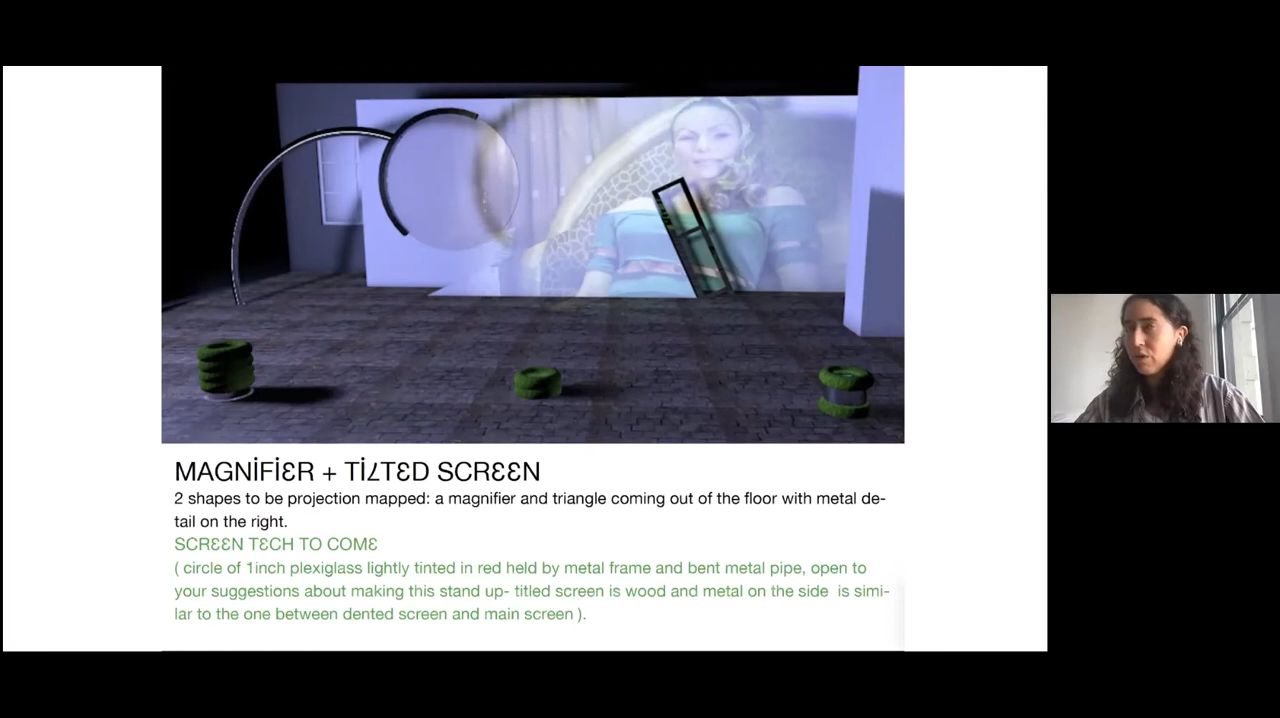 MAGNİFİƐR + TİLTƐD SCRƐƐN
2 shapes to be projection mapped: a magnifier and triangle coming out of the floor with metal de-
tail on the right.
SCRƐƐN TƐCH TO COMƐ
( circle of 1inch plexiglass lightly tinted in red held by metal frame and bent metal pipe, open to
your suggestions about making this stand up- titled screen is wood and metal on the side  is simi-
lar to the one between dented screen and main screen ).